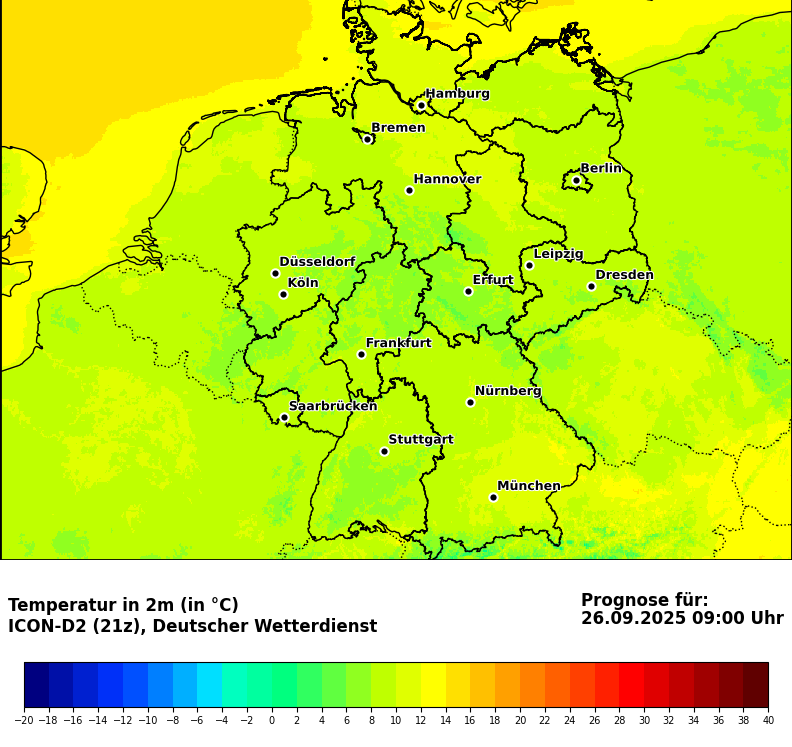 Hamburg
Bremen
Berlin
Hannover
Leipzig
Düsseldorf
Dresden
Köln
Erfurt
Frankfurt
Nürnberg
Saarbrücken
Stuttgart
München
Temperatur in 2m (in °C)
ICON-D2 (21z), Deutscher Wetterdienst
Prognose für:
26.09.2025 09:00 Uhr
−20 −18 −16 −14 −12 −10 −8 −6 −4 −2 0 2 4 6 8 10 12 14 16 18 20 22 24 26 28 30 32 34 36 38 40